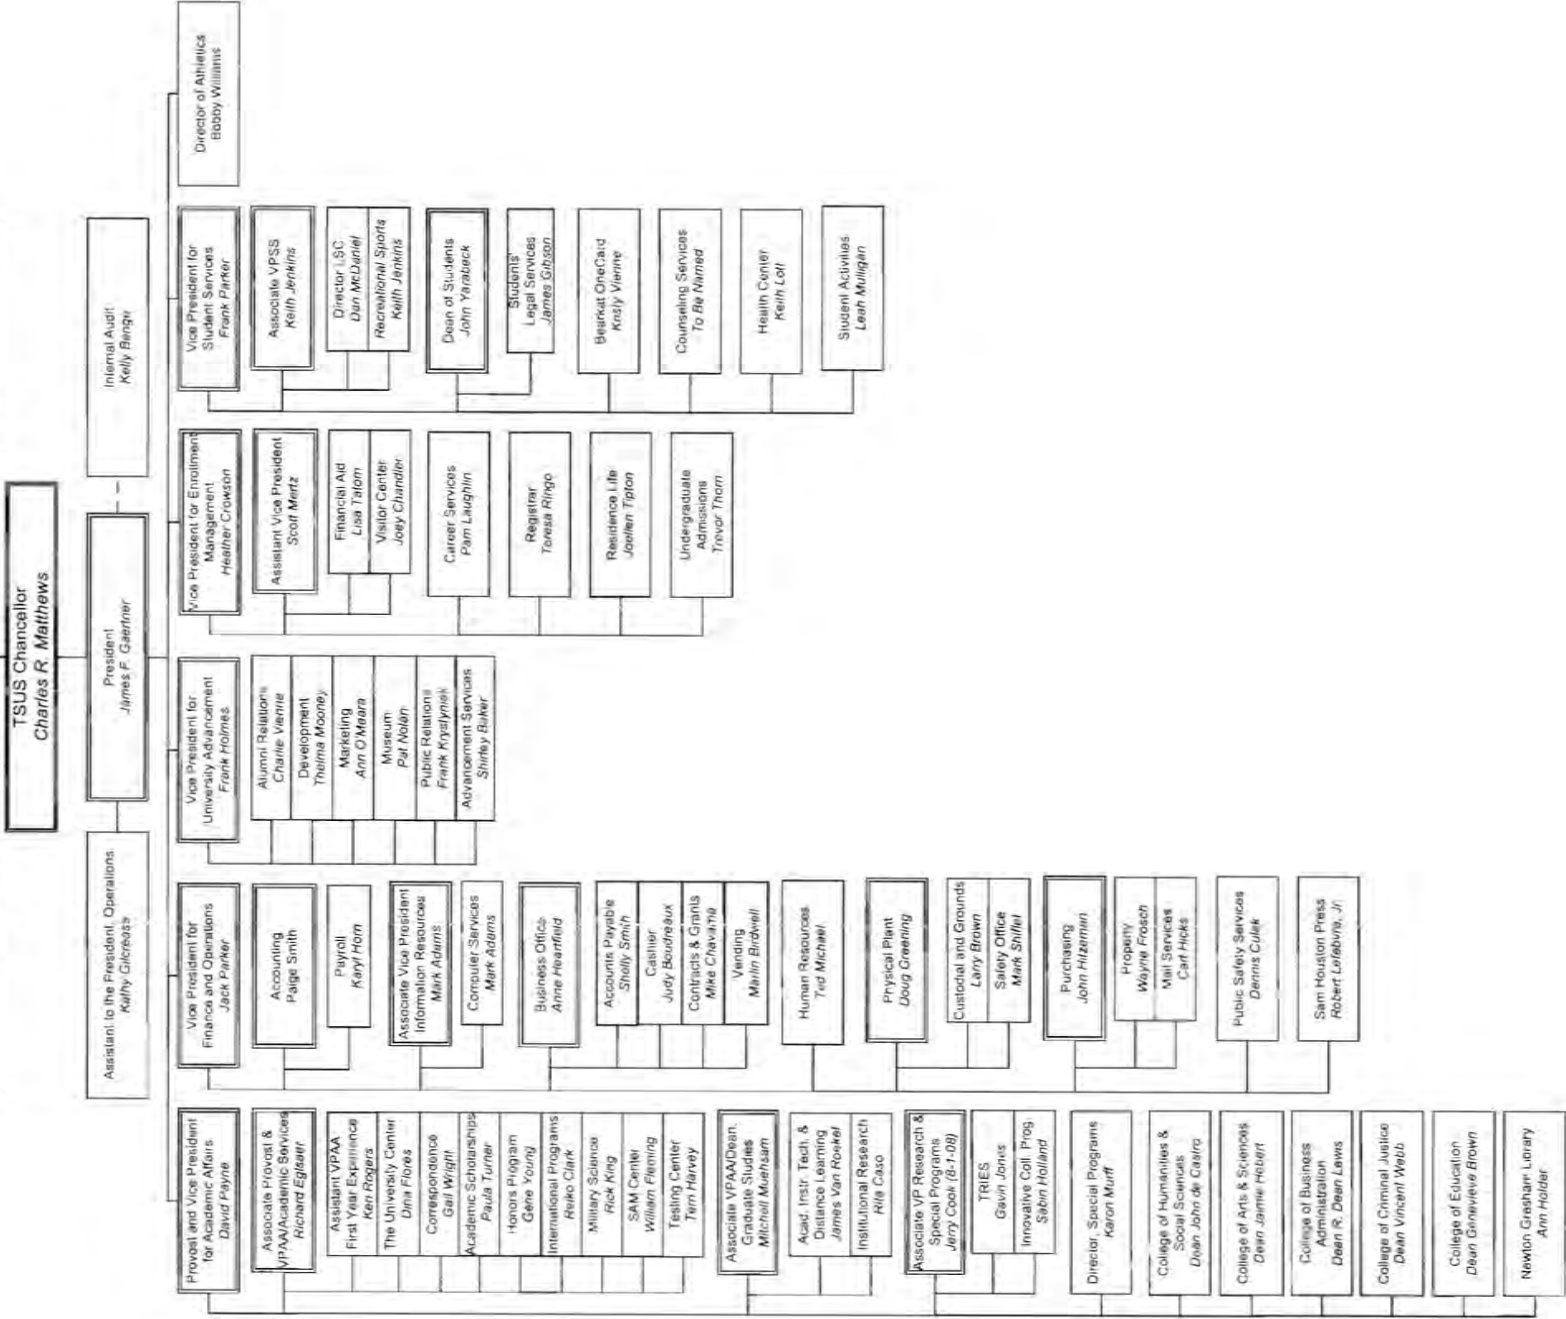 TSUS Chancellor
Charles R. Matthews
Assistant to the President, Operations
Kathy Gilcrease
President
James F. Gaertner
Internal Audit
Kelly Bengu
Provost and Vice President
for Academic Affairs
David Payne
Associate Provost &
VPAA/Academic Services
Richard Eglsaer
Assistant VPAA
First Year Experience
Ken Rogers
The University Center
Dina Flores
Correspondence
Gail Wright
Academic Scholarships
Paula Turner
Honors Program
Gene Young
International Programs
Reiko Clark
Military Science
Rick King
SAM Center
William Fleming
Testing Center
Terri Harvey
Associate VPAA/Dean,
Graduate Studies
Mitchell Muehsam
Acad. Instr. Tech. &
Distance Learning
James Van Roekel
Institutional Research
Rita Caso
Associate VP Research &
Special Programs
Jerry Cook (8-1-08)
TRIES
Gavin Jones
Innovative Coll. Prog.
Sabin Holland
Director, Special Programs
Karon Murff
College of Humanities &
Social Sciences
Dean John de Castro
College of Arts & Sciences
Dean Jaimie Hebert
College of Business
Administration
Dean R. Dean Lewis
College of Criminal Justice
Dean Vincent Webb
College of Education
Dean Genevieve Brown
Newton Gresham Library
Ann Holder
Vice President for
Finance and Operations
Jack Parker
Accounting
Paige Smith
Payroll
Karyl Horn
Associate Vice President
Information Resources
Mark Adams
Computer Services
Mark Adams
Business Office
Anne Heartfield
Accounts Payable
Shelly Smith
Cashier
Judy Boudreaux
Contracts & Grants
Mike Chavarria
Vending
Marlin Birdwell
Human Resources
Ted Michael
Physical Plant
Doug Greening
Custodial and Grounds
Larry Brown
Safety Office
Mark Shiflet
Purchasing
John Hitzeman
Property
Wayne Frosch
Mail Services
Carl Hicks
Public Safety Services
Dennis Culak
Sam Houston Press
Robert Lefebvre, Jr.
Vice President for
University Advancement
Frank Holmes
Alumni Relations
Charlie Vienne
Development
Thelma Mooney
Marketing
Ann O'Meara
Museum
Pat Nolan
Public Relations
Frank Krystyniak
Advancement Services
Shirley Baker
Vice President for Enrollment
Management
Heather Crowson
Assistant Vice President
Scott Mertz
Financial Aid
Lisa Tatom
Visitor Center
Joey Chandler
Career Services
Pam Laughlin
Registrar
Teresa Ringo
Residence Life
Joellen Tipton
Undergraduate
Admissions
Trevor Thorn
Vice President for
Student Services
Frank Parker
Associate VPSS
Keith Jenkins
Director LSC
Dan McDaniel
Recreational Sports
Keith Jenkins
Dean of Students
John Yarabeck
Students'
Legal Services
James Gibson
Bearkat OneCard
Kristy Vienne
Counseling Services
To Be Named
Health Center
Keith Lott
Student Activities
Leah Mulligan
Director of Athletics
Bobby Williams